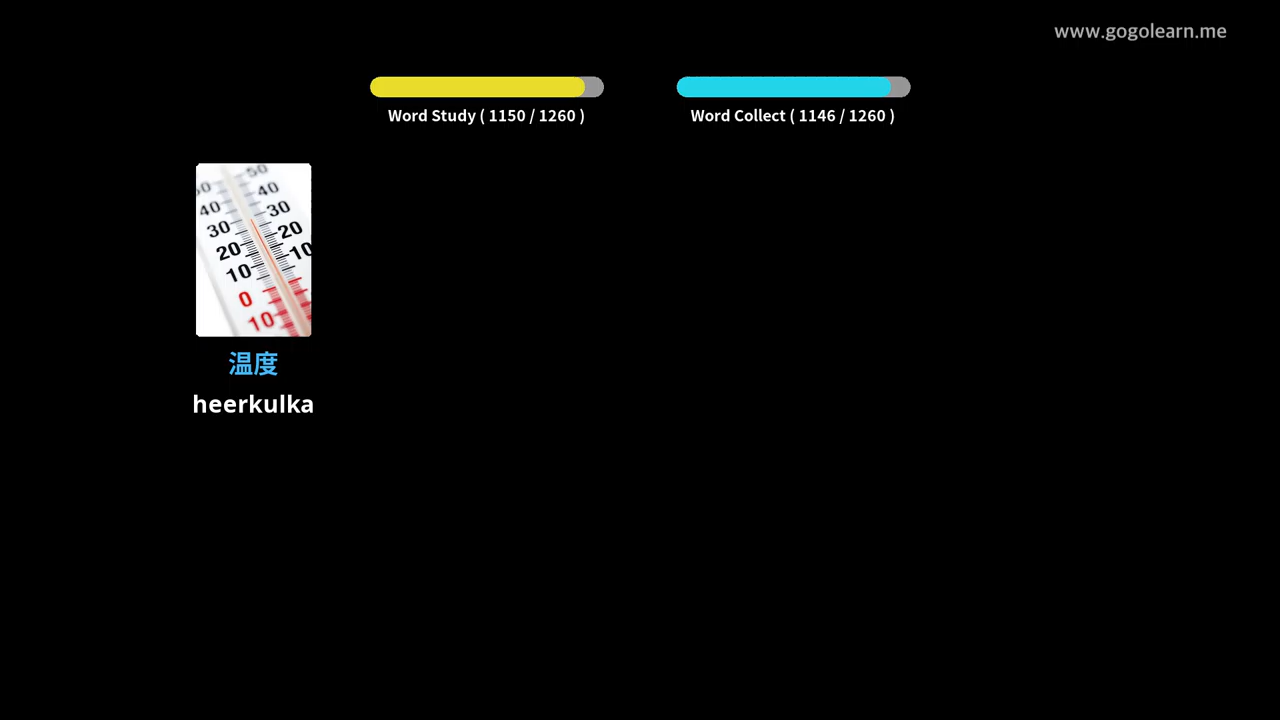 www.gogolearn.me
Word Study ( 1150 / 1260 )
Word Collect ( 1146 / 1260 )
50
50
40
40
30
30
20
20
10
10
0
10
温度
heerkulka